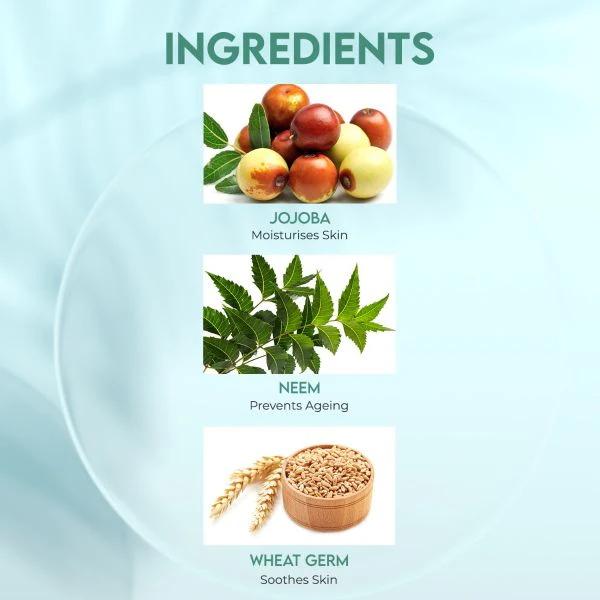 INGREDIENTS
JOJOBA
Moisturises Skin
NEEM
Prevents Ageing
WHEAT GERM
Soothes Skin